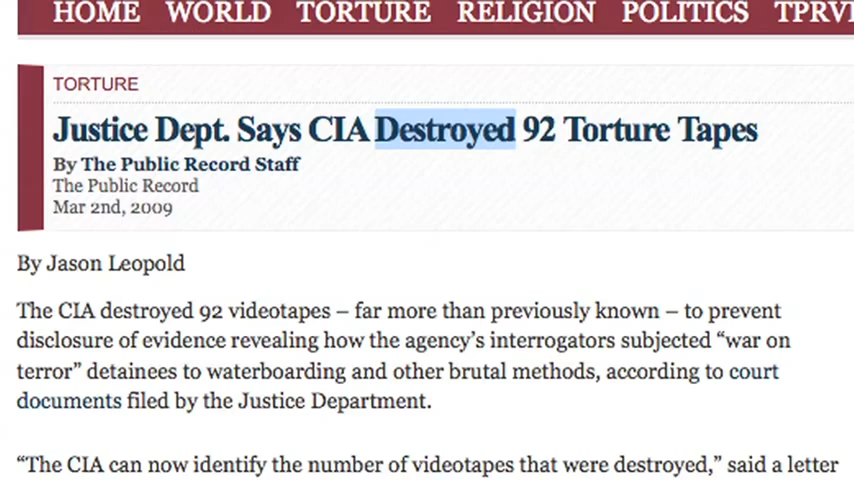 HOME WORLD TORTURE RELIGION POLITICS
TORTURE
Justice Dept. Says CIA Destroyed 92 Torture Tapes
By The Public Record Staff
The Public Record
Mar 2nd, 2009
By Jason Leopold
The CIA destroyed 92 videotapes – far more than previously known – to prevent
disclosure of evidence revealing how the agency’s interrogators subjected “war on
terror” detainees to waterboarding and other brutal methods, according to court
documents filed by the Justice Department.
“The CIA can now identify the number of videotapes that were destroyed,” said a letter